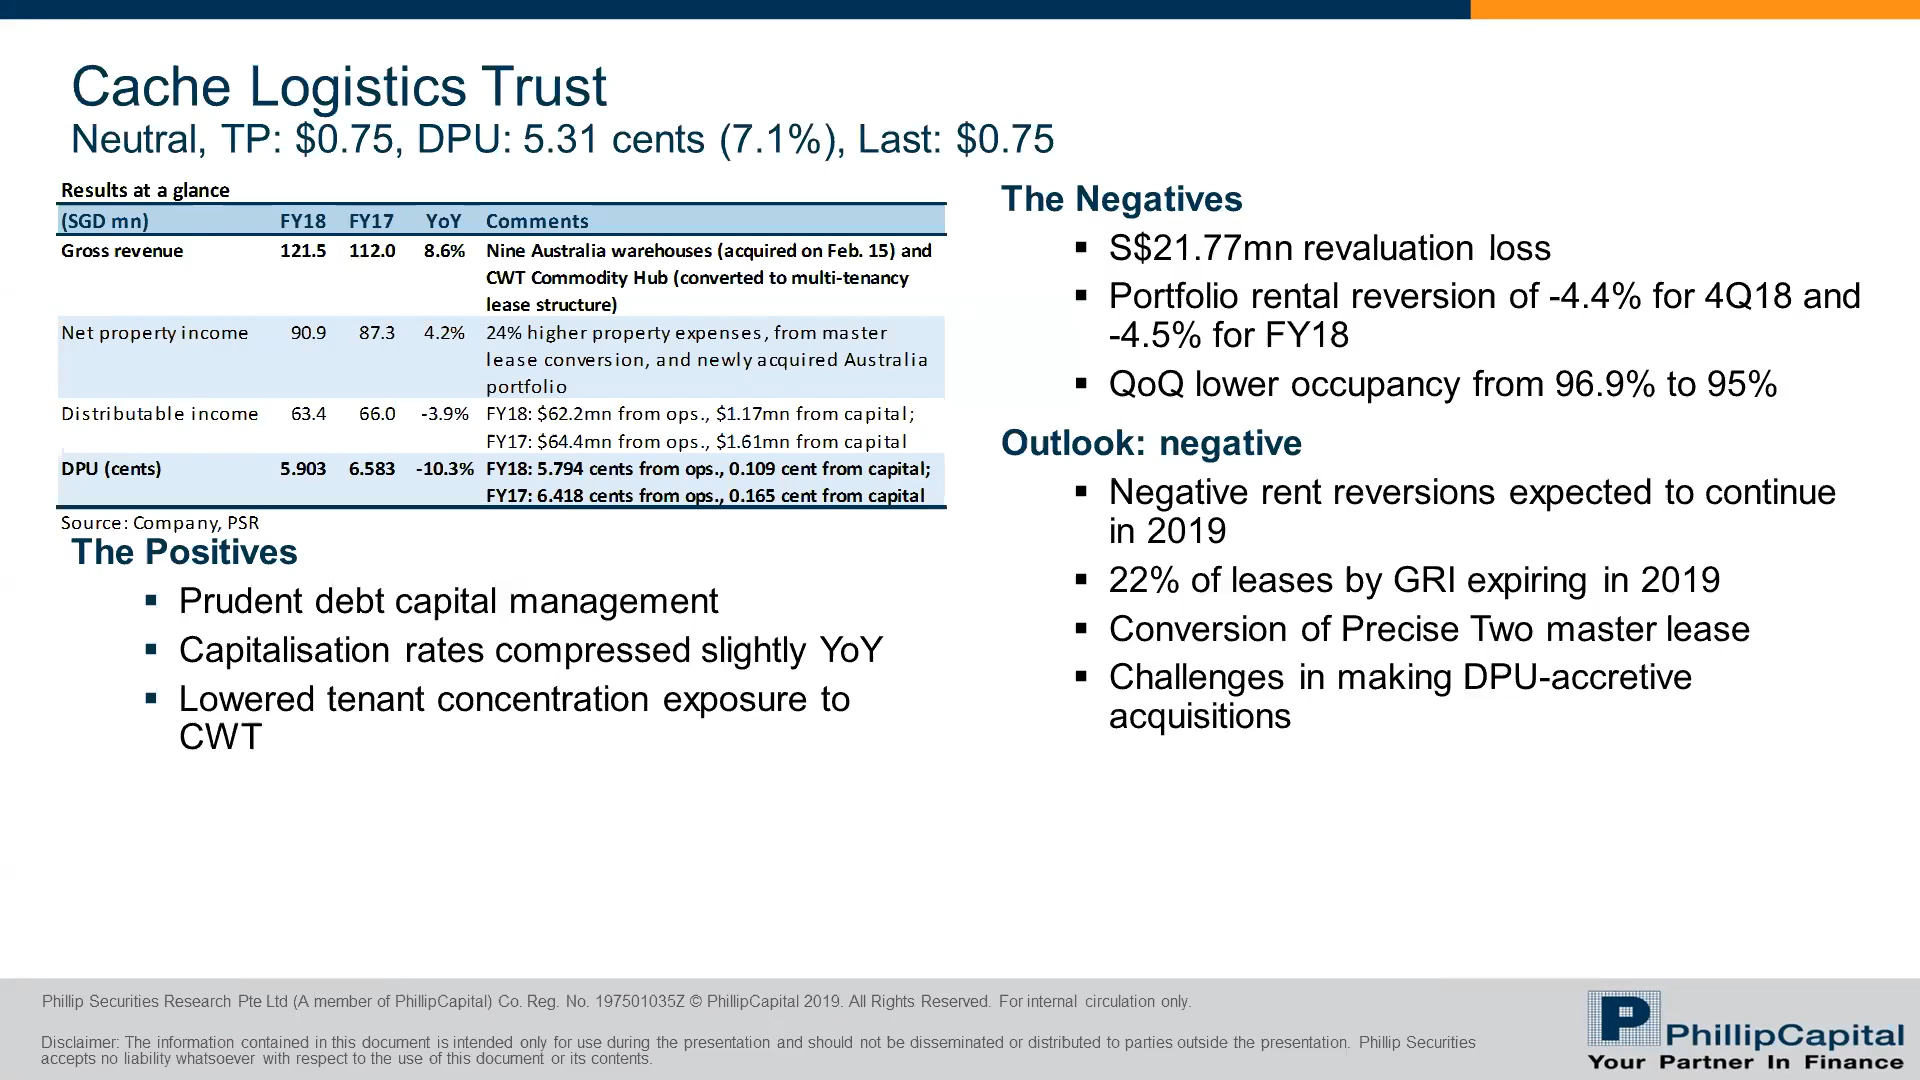 Cache Logistics Trust
Neutral, TP: $0.75, DPU: 5.31 cents (7.1%), Last: $0.75
Results at a glance
(SGD mn) FY18 FY17 YoY Comments
Gross revenue 121.5 112.0 8.6% Nine Australia warehouses (acquired on Feb. 15) and
CWT Commodity Hub (converted to multi-tenancy
lease structure)
Net property income 90.9 87.3 4.2% 24% higher property expenses, from master
lease conversion, and newly acquired Australia
portfolio
Distributable income 63.4 66.0 -3.9% FY18: $62.2mn from ops., $1.17mn from capital;
FY17: $64.4mn from ops., $1.61mn from capital
DPU (cents) 5.903 6.583 -10.3% FY18: 5.794 cents from ops., 0.109 cent from capital;
FY17: 6.418 cents from ops., 0.165 cent from capital
Source: Company, PSR
The Positives
▪ Prudent debt capital management
▪ Capitalisation rates compressed slightly YoY
▪ Lowered tenant concentration exposure to
CWT
The Negatives
▪ S$21.77mn revaluation loss
▪ Portfolio rental reversion of -4.4% for 4Q18 and
-4.5% for FY18
▪ QoQ lower occupancy from 96.9% to 95%
Outlook: negative
▪ Negative rent reversions expected to continue
in 2019
▪ 22% of leases by GRI expiring in 2019
▪ Conversion of Precise Two master lease
▪ Challenges in making DPU-accretive
acquisitions
Phillip Securities Research Pte Ltd (A member of PhillipCapital) Co. Reg. No. 197501035Z © PhillipCapital 2019. All Rights Reserved. For internal circulation only.
Disclaimer: The information contained in this document is intended only for use during the presentation and should not be disseminated or distributed to parties outside the presentation. Phillip Securities
accepts no liability whatsoever with respect to the use of this document or its contents.
P
PhillipCapital
Your Partner In Finance